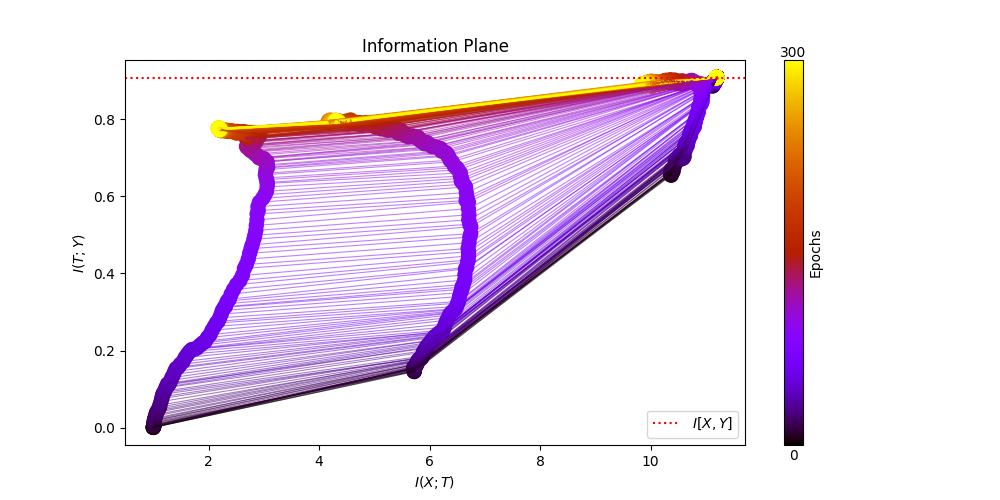 Information Plane
300
0.8
0.6
0.4
0.2
0.0
I(T; Y)
2
4
6
8
10
I(X; T)
I[X, Y]
Epochs
0